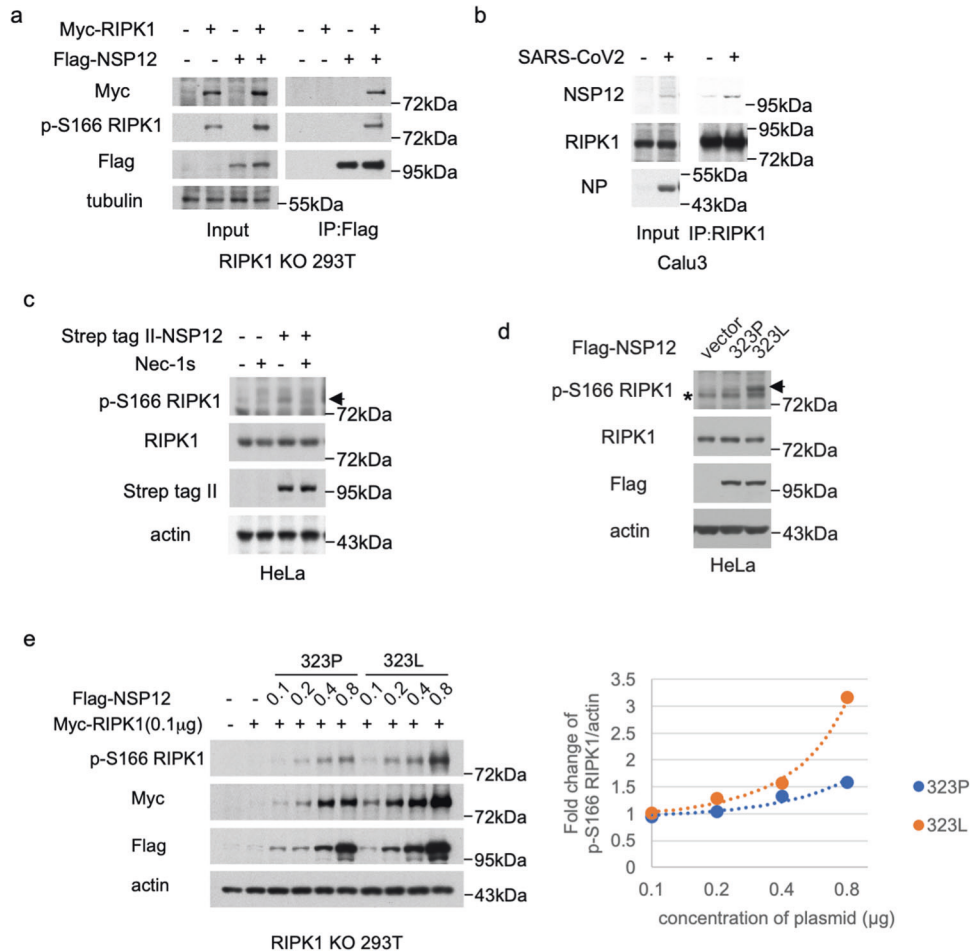 a
Myc-RIPK1 - + - + - + - +
Flag-NSP12 - - + + - - + +
Myc
-72kDa
p-S166 RIPK1
-72kDa
Flag
-95kDa
tubulin
-55kDa
Input IP:Flag
RIPK1 KO 293T
b
SARS-CoV2 - + - +
NSP12
-95kDa
RIPK1
-95kDa
-72kDa
NP
-55kDa
-43kDa
Input IP:RIPK1
Calu3
c
Strep tag II-NSP12 - - + +
Nec-1s - + - +
p-S166 RIPK1
-72kDa
RIPK1
-72kDa
Strep tag II
-95kDa
actin
-43kDa
HeLa
d
Flag-NSP12 vector 323P 323L
p-S166 RIPK1 *
-72kDa
RIPK1
-72kDa
Flag
-95kDa
actin
-43kDa
HeLa
e
323P 323L
Flag-NSP12 - - 0.1 0.2 0.4 0.8 0.1 0.2 0.4 0.8
Myc-RIPK1(0.1μg) - + + + + + + + + +
p-S166 RIPK1
-72kDa
Myc
-72kDa
Flag
-95kDa
actin
-43kDa
RIPK1 KO 293T
Fold change of
p-S166 RIPK1/actin
3.5
3
2.5
2
1.5
1
0.5
0
0.1 0.2 0.4 0.8
concentration of plasmid (μg)
323P
323L